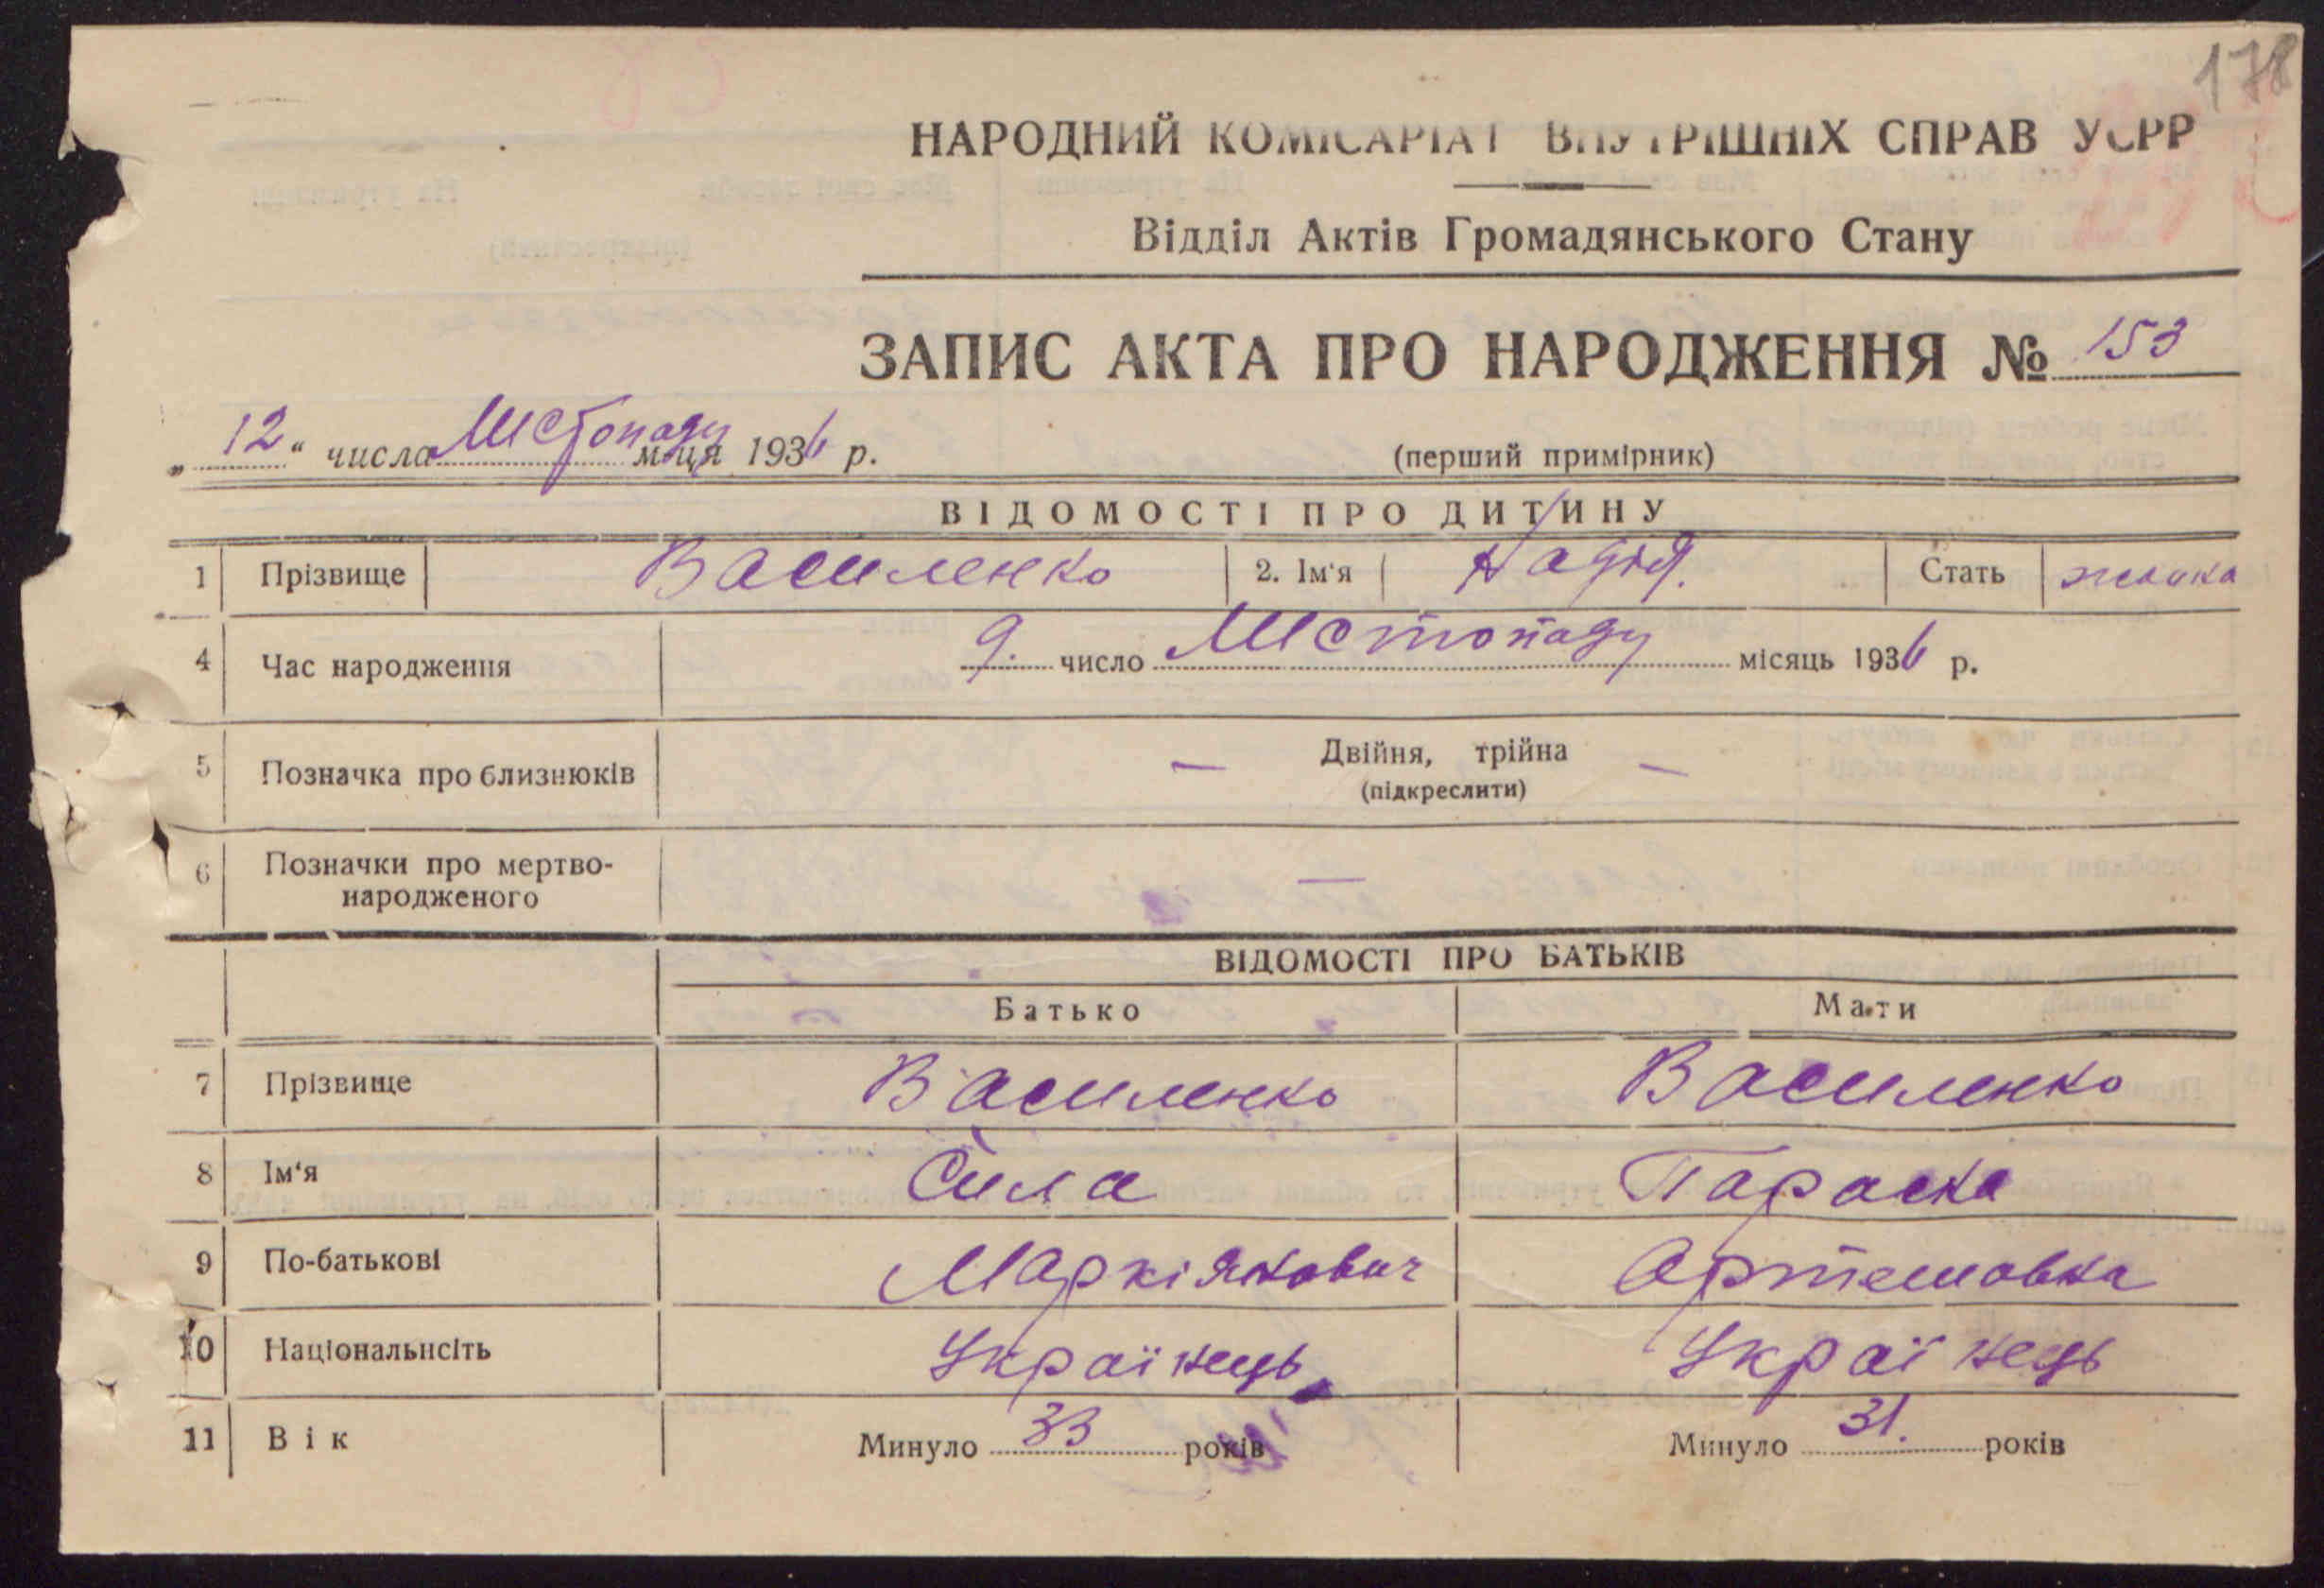 178
НАРОДНИЙ КОМІСАРІАТ ВНУТРІШНІХ СПРАВ УСРР
Відділ Актів Громадянського Стану
ЗАПИС АКТА ПРО НАРОДЖЕННЯ № 153
„ 12 “ числа Листопаду м-ця 1936 р.
(перший примірник)
ВІДОМОСТІ ПРО ДИТИНУ
1 Прізвище Василенко 2. Ім'я Надія. Стать жіноча
4 Час народження 9. число Листопаду місяць 1936 р.
5 Позначка про близнюків — Двійня, трійна —
(підкреслити)
6 Позначки про мертво-
народженого —
ВІДОМОСТІ ПРО БАТЬКІВ
Батько Мати
7 Прізвище Василенко Василенко
8 Ім'я Сила Параска
9 По-батькові Маркіянович Артемовна
10 Національнсіть Українець Українець
11 Вік Минуло 33 років Минуло 31. років